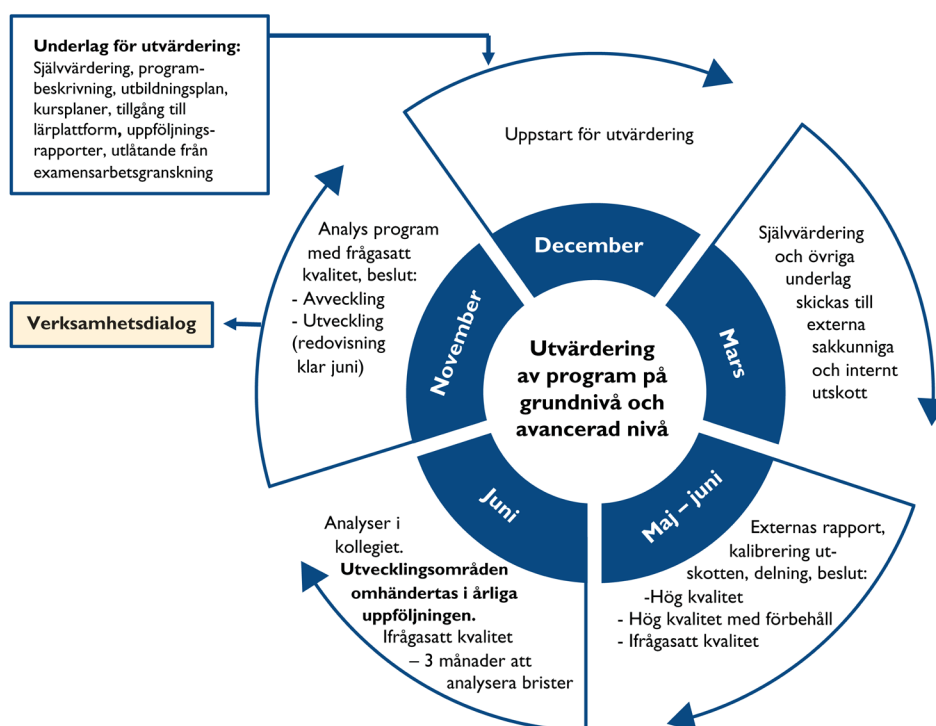 Underlag för utvärdering:
Självvärdering, program-
beskrivning, utbildningsplan,
kursplaner, tillgång till
lärplattform, uppföljnings-
rapporter, utlåtande från
examensarbetsgranskning
Uppstart för utvärdering
December
Självvärdering
och övriga
underlag
skickas till
externa
sakkunniga
och internt
utskott
Mars
Externas rapport,
kalibrering ut-
skotten, delning, beslut:
-Hög kvalitet
- Hög kvalitet med förbehåll
- Ifrågasatt kvalitet
Maj – juni
Analyser i
kollegiet.
Utvecklingsområden
omhändertas i årliga
uppföljningen.
Ifrågasatt kvalitet
– 3 månader att
analysera brister
Juni
Analys program
med frågasatt
kvalitet, beslut:
- Avveckling
- Utveckling
(redovisning
klar juni)
November
Verksamhetsdialog
Utvärdering
av program på
grundnivå och
avancerad nivå